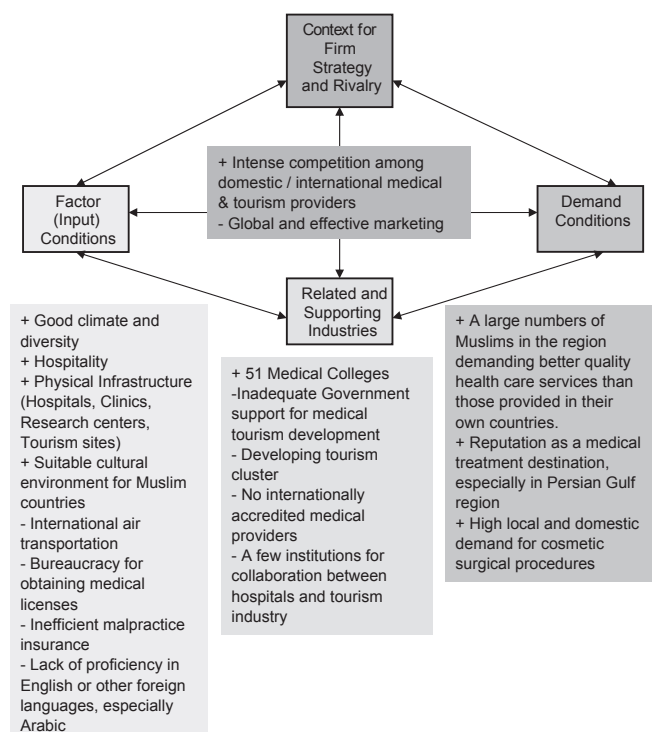 Context for
Firm
Strategy
and Rivalry
+ Intense competition among
domestic / international medical
& tourism providers
- Global and effective marketing
Factor
(Input)
Conditions
Demand
Conditions
Related and
Supporting
Industries
+ Good climate and
diversity
+ Hospitality
+ Physical Infrastructure
(Hospitals, Clinics,
Research centers,
Tourism sites)
+ Suitable cultural
environment for Muslim
countries
- International air
transportation
- Bureaucracy for
obtaining medical
licenses
- Inefficient malpractice
insurance
- Lack of proficiency in
English or other foreign
languages, especially
Arabic
+ 51 Medical Colleges
-Inadequate Government
support for medical
tourism development
- Developing tourism
cluster
- No internationally
accredited medical
providers
- A few institutions for
collaboration between
hospitals and tourism
industry
+ A large numbers of
Muslims in the region
demanding better quality
health care services than
those provided in their
own countries.
+ Reputation as a medical
treatment destination,
especially in Persian Gulf
region
+ High local and domestic
demand for cosmetic
surgical procedures